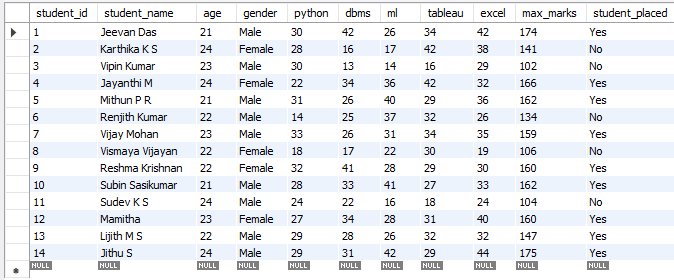 student_id student_name age gender python dbms ml tableau excel max_marks student_placed
1 Jeevan Das 21 Male 30 42 26 34 42 174 Yes
2 Karthika K S 24 Female 28 16 17 42 38 141 No
3 Vipin Kumar 23 Male 30 13 14 16 29 102 No
4 Jayanthi M 24 Female 22 34 36 42 32 166 Yes
5 Mithun P R 21 Male 31 26 40 29 36 162 Yes
6 Renjith Kumar 22 Male 14 25 37 32 26 134 No
7 Vijay Mohan 23 Male 33 26 31 34 35 159 Yes
8 Vismaya Vijayan 22 Female 18 17 22 30 19 106 No
9 Reshma Krishnan 22 Female 32 41 28 29 30 160 Yes
10 Subin Sasikumar 21 Male 28 33 41 27 33 162 Yes
11 Sudev K S 24 Male 24 22 16 18 24 104 No
12 Mamitha 23 Female 27 34 28 31 40 160 Yes
13 Lijith M S 22 Male 29 28 26 32 32 147 Yes
14 Jithu S 24 Male 29 31 42 29 44 175 Yes
NULL NULL NULL NULL NULL NULL NULL NULL NULL NULL NULL